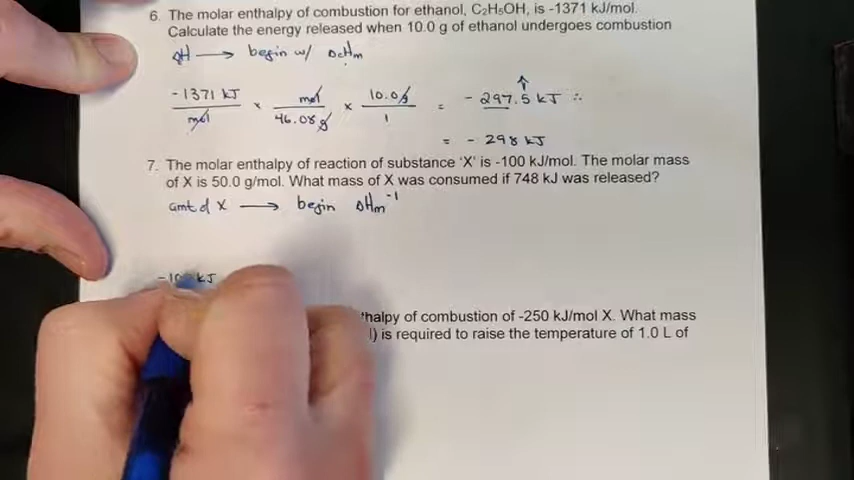 6. The molar enthalpy of combustion for ethanol, C₂H₅OH, is -1371 kJ/mol.
Calculate the energy released when 10.0 g of ethanol undergoes combustion
ΔH ⟶ begin w/ ΔcHm
-1371 kJ / mol × mol / 46.08 g × 10.0 g / 1 = - 297.5 kJ ∴
= - 298 kJ
7. The molar enthalpy of reaction of substance 'X' is -100 kJ/mol. The molar mass
of X is 50.0 g/mol. What mass of X was consumed if 748 kJ was released?
amt of X ⟶ begin ΔHm⁻¹
kJ
thalpy of combustion of -250 kJ/mol X. What mass
l) is required to raise the temperature of 1.0 L of